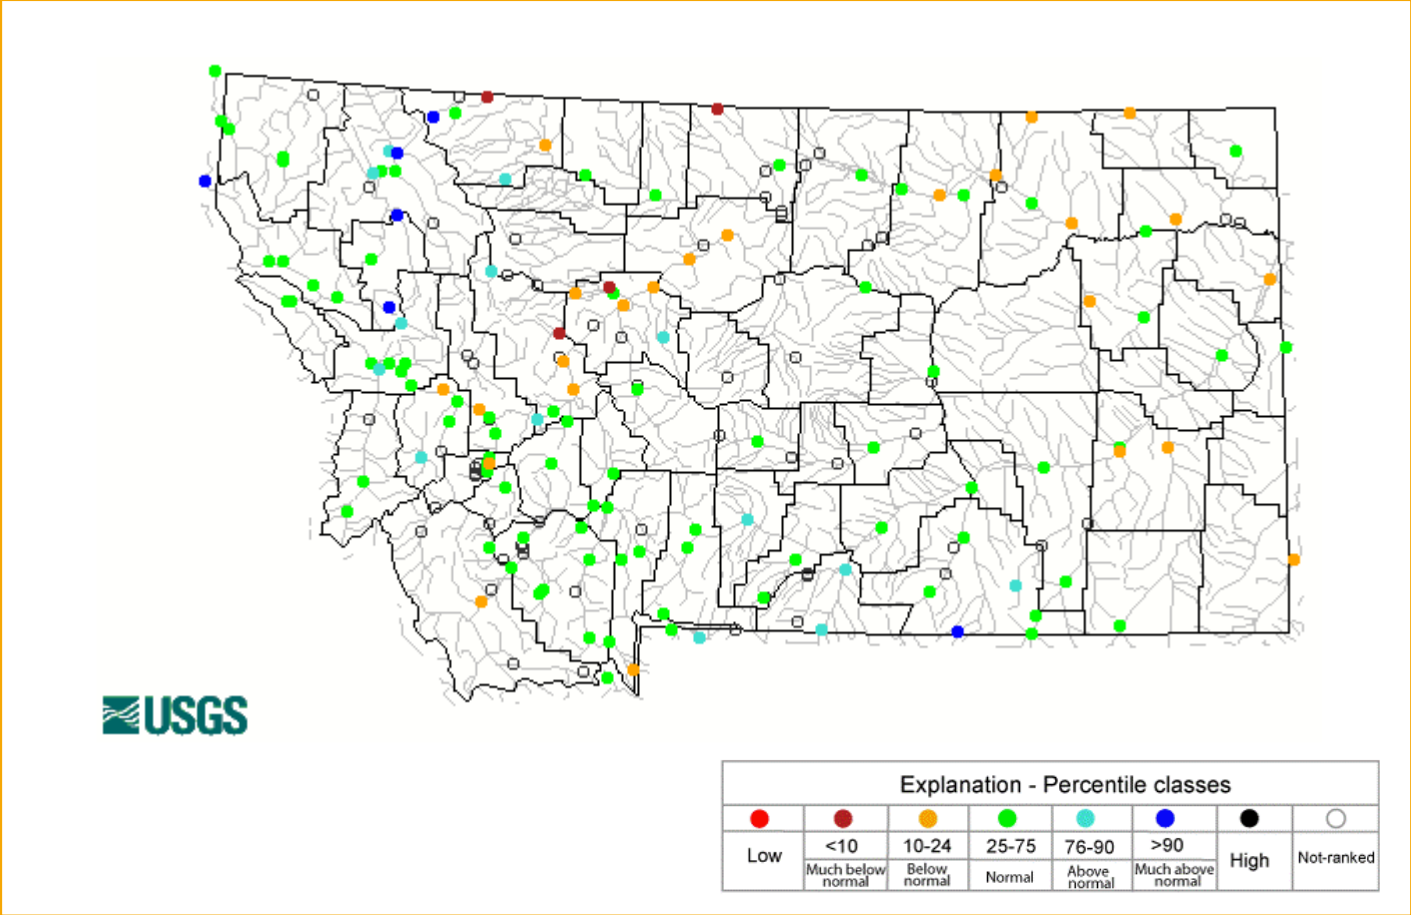 USGS
Explanation - Percentile classes
Low
<10
10-24
25-75
76-90
>90
High
Not-ranked
Much below
normal
Below
normal
Normal
Above
normal
Much above
normal